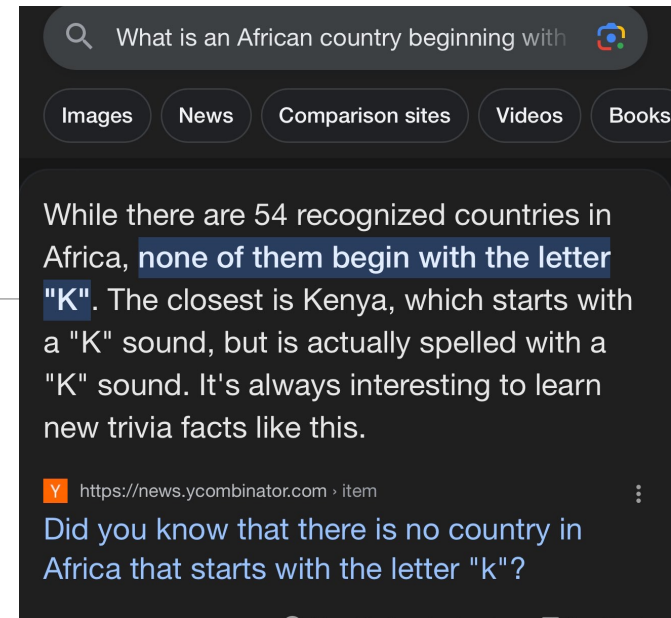 What is an African country beginning with
Images News Comparison sites Videos Books
While there are 54 recognized countries in
Africa, none of them begin with the letter
"K". The closest is Kenya, which starts with
a "K" sound, but is actually spelled with a
"K" sound. It's always interesting to learn
new trivia facts like this.
Y https://news.ycombinator.com › item
Did you know that there is no country in
Africa that starts with the letter "k"?